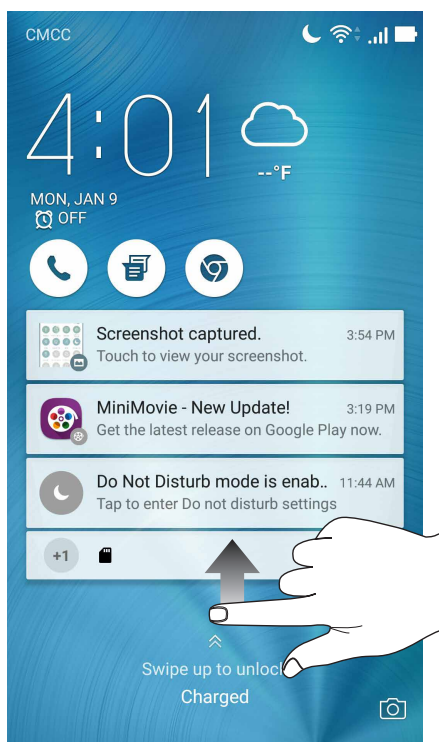 CMCC
4:01
--°F
MON, JAN 9
OFF
Screenshot captured. 3:54 PM
Touch to view your screenshot.
MiniMovie - New Update! 3:19 PM
Get the latest release on Google Play now.
Do Not Disturb mode is enab.. 11:44 AM
Tap to enter Do not disturb settings
+1
Swipe up to unloc
Charged